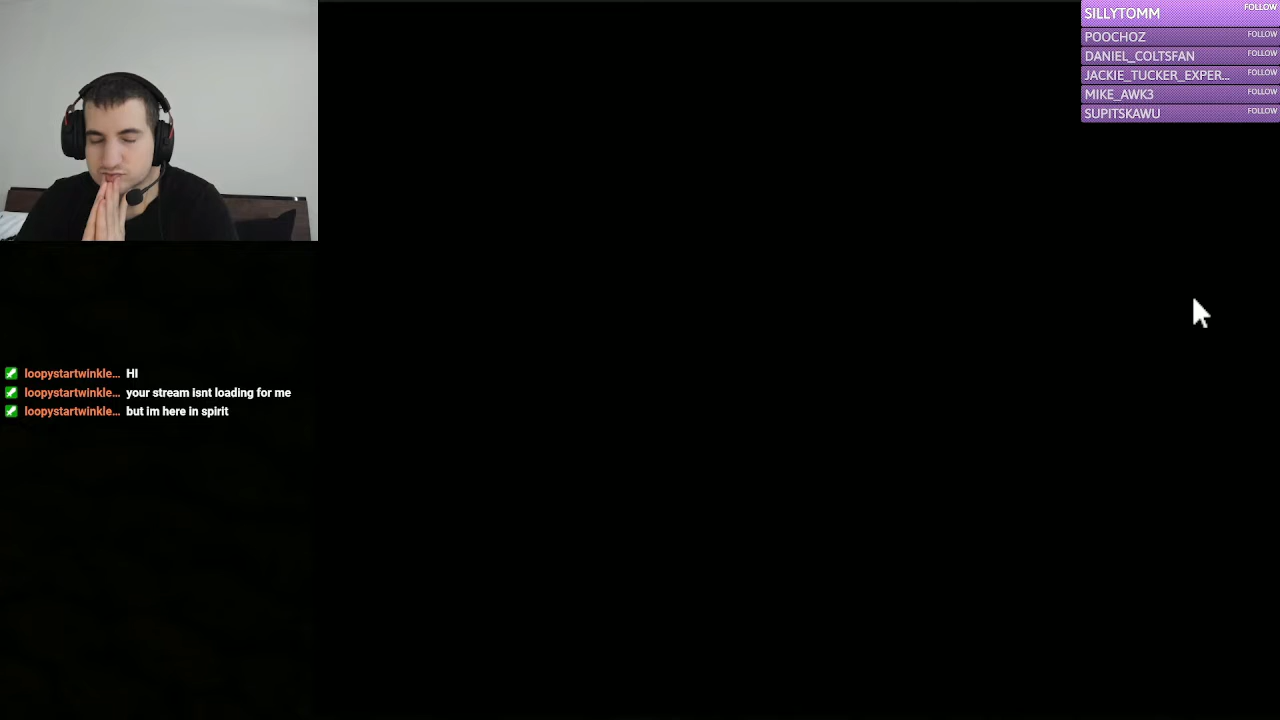 SILLYTOMM FOLLOW
POOCHOZ FOLLOW
DANIEL_COLTSFAN FOLLOW
JACKIE_TUCKER_EXPER... FOLLOW
MIKE_AWK3 FOLLOW
SUPITSKAWU FOLLOW
loopystartwinkle... HI
loopystartwinkle... your stream isnt loading for me
loopystartwinkle... but im here in spirit